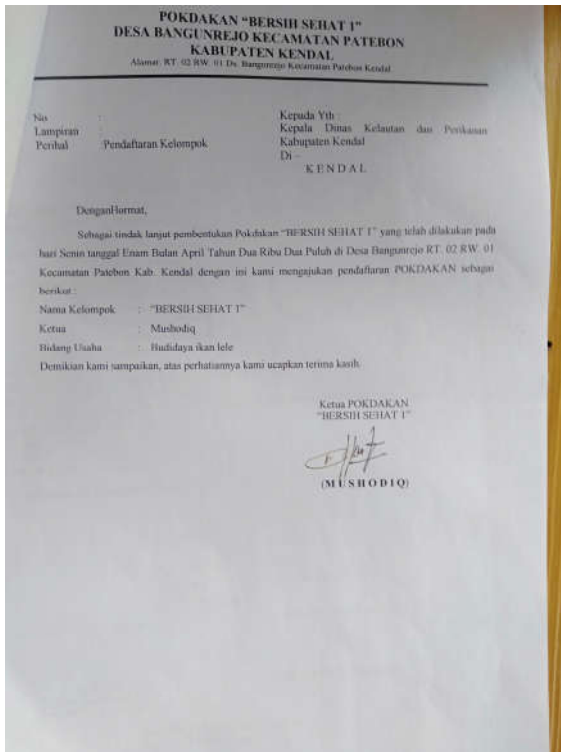 POKDAKAN “BERSIH SEHAT 1”
DESA BANGUNREJO KECAMATAN PATEBON
KABUPATEN KENDAL
Alamat: RT. 02 RW. 01 Ds. Bangunrejo Kecamatan Patebon Kendal
No :
Lampiran :
Perihal :Pendaftaran Kelompok
Kepada Yth :
Kepala Dinas Kelautan dan Perikanan
Kabupaten Kendal
Di –
KENDAL
DenganHormat,
Sebagai tindak lanjut pembentukan Pokdakan “BERSIH SEHAT 1” yang telah dilakukan pada
hari Senin tanggal Enam Bulan April Tahun Dua Ribu Dua Puluh di Desa Bangunrejo RT. 02 RW. 01
Kecamatan Patebon Kab. Kendal dengan ini kami mengajukan pendaftaran POKDAKAN sebagai
berikut :
Nama Kelompok : “BERSIH SEHAT 1”
Ketua : Mushodiq
Bidang Usaha : Budidaya ikan lele
Demikian kami sampaikan, atas perhatiannya kami ucapkan terima kasih.
Ketua POKDAKAN
“BERSIH SEHAT 1”
(MUSHODIQ)